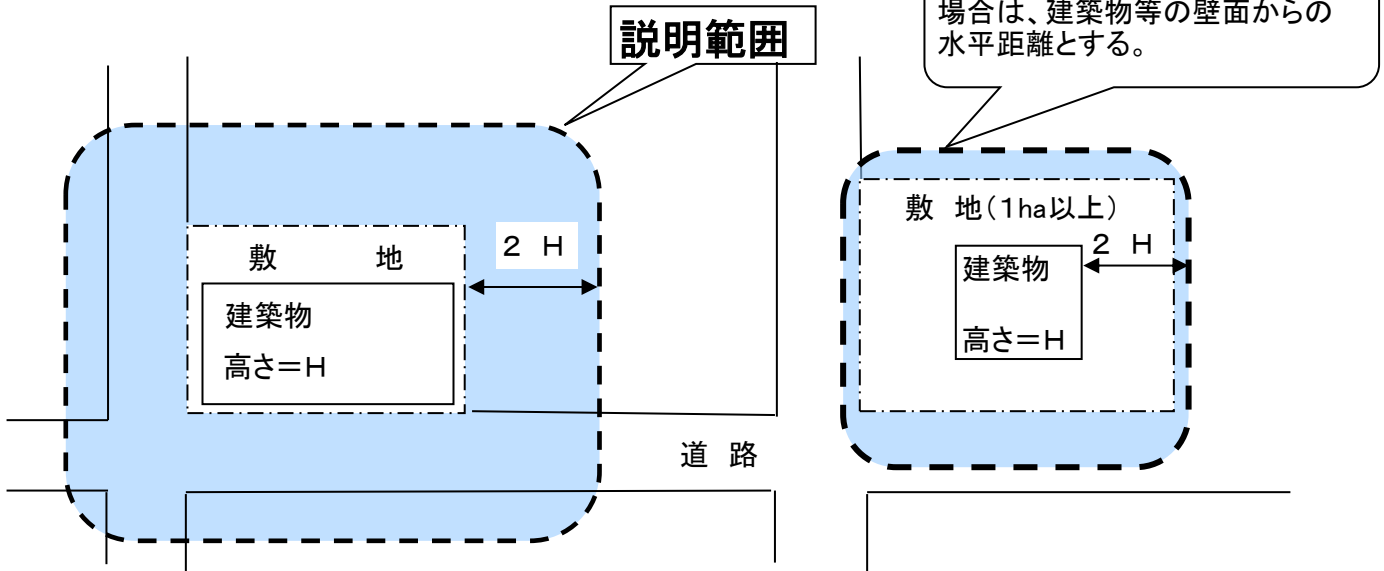 説明範囲
場合は、建築物等の壁面からの
水平距離とする。
敷 地
2 H
建築物
高さ＝H
道 路
敷 地（1ha以上）
2 H
建築物
高さ＝H